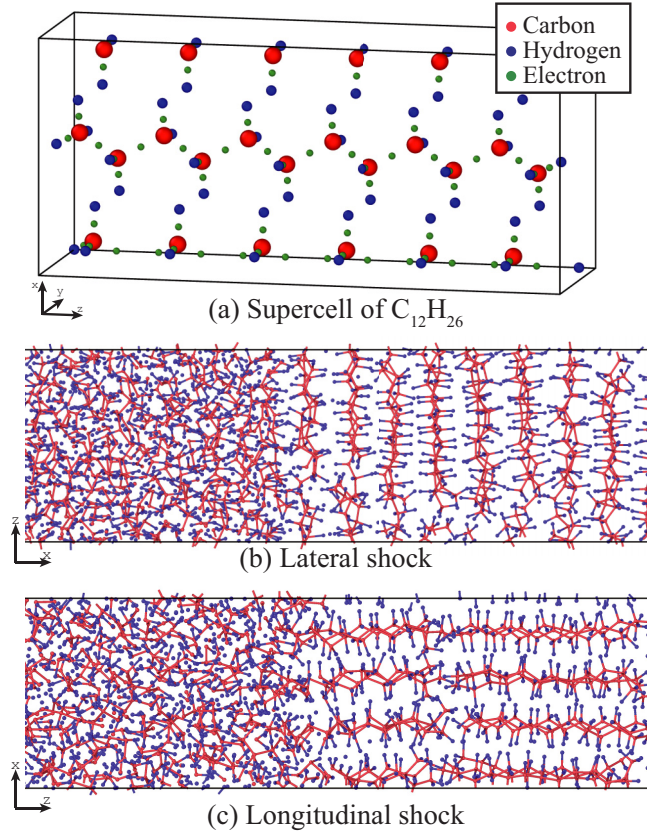 Carbon
Hydrogen
Electron
x
y
z
(a) Supercell of C₁₂H₂₆
z
x
(b) Lateral shock
x
z
(c) Longitudinal shock